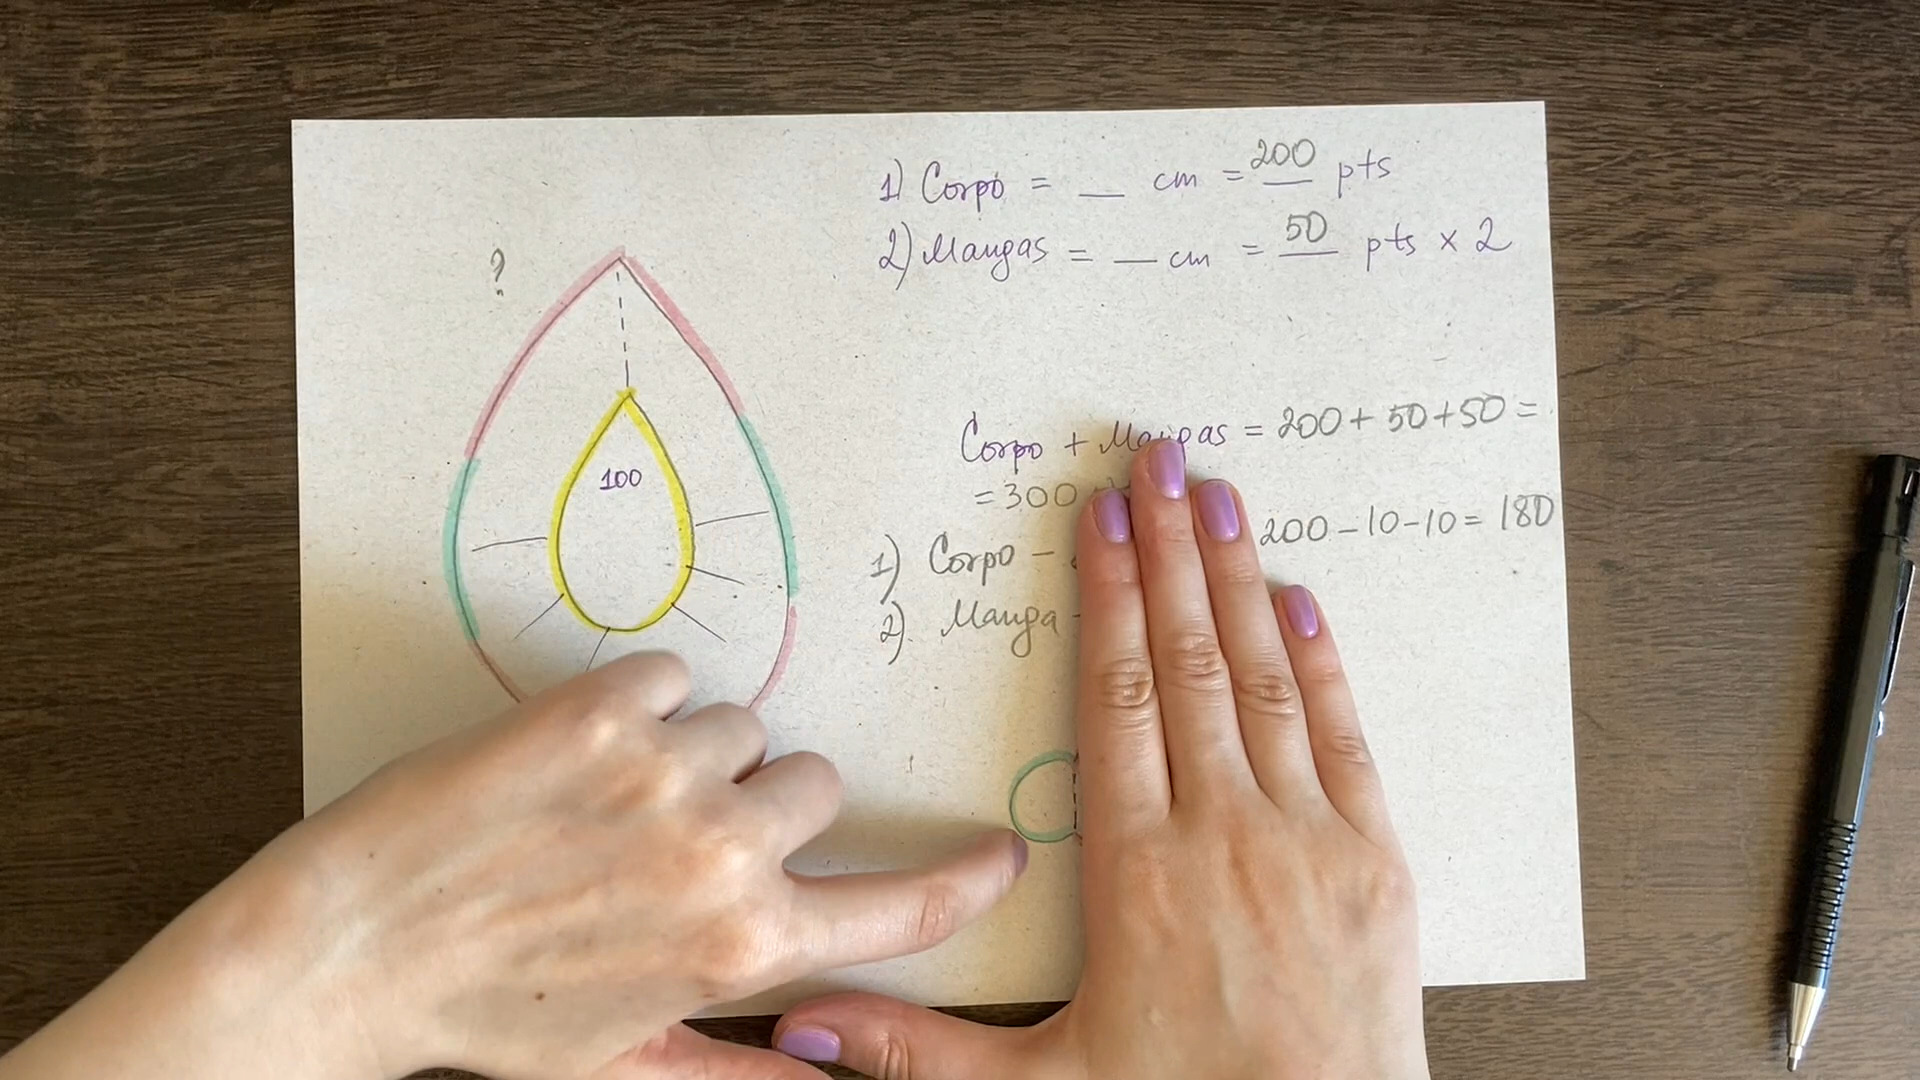 1) Corpo = __ cm = 200 pts
2) Mangas = __ cm = 50 pts × 2
?
100
Corpo + Mangas = 200 + 50 + 50 =
= 300
1) Corpo - 200 - 10 - 10 = 180
2). Manga -